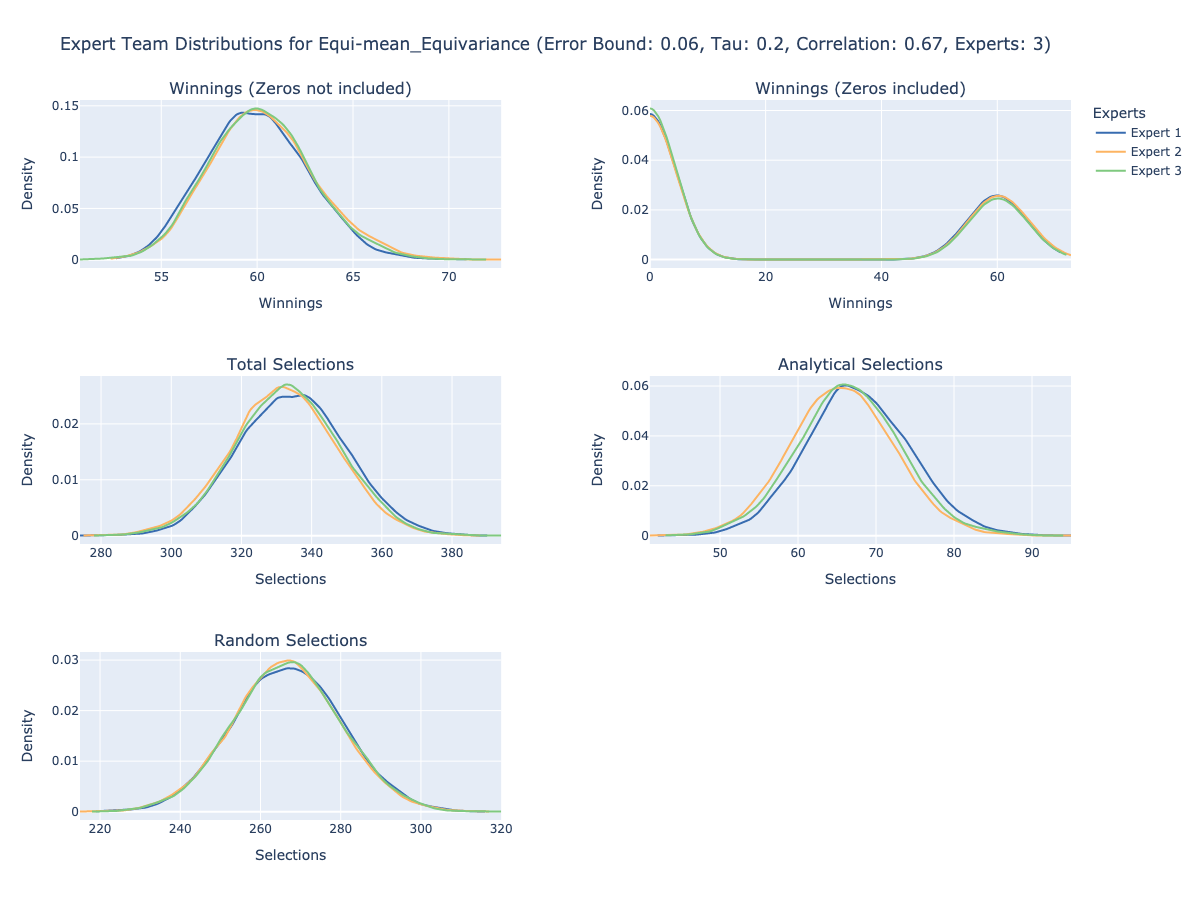 Expert Team Distributions for Equi-mean_Equivariance (Error Bound: 0.06, Tau: 0.2, Correlation: 0.67, Experts: 3)
Winnings (Zeros not included)
0.15
0.1
0.05
0
Density
55 60 65 70
Winnings
Winnings (Zeros included)
0.06
0.04
0.02
0
Density
0 20 40 60
Winnings
Experts
Expert 1
Expert 2
Expert 3
Total Selections
0.02
0.01
0
Density
280 300 320 340 360 380
Selections
Analytical Selections
0.06
0.04
0.02
0
Density
50 60 70 80 90
Selections
Random Selections
0.03
0.02
0.01
0
Density
220 240 260 280 300 320
Selections